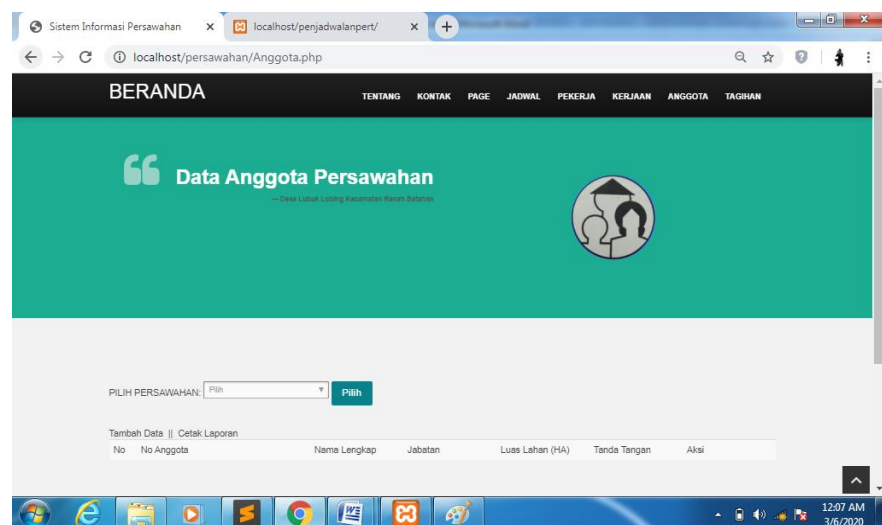 Sistem Informasi Persawahan
localhost/penjadwalanpert/
localhost/persawahan/Anggota.php
BERANDA
TENTANG KONTAK PAGE JADWAL PEKERJA KERJAAN ANGGOTA TAGIHAN
Data Anggota Persawahan
— Desa Lubuk Lobing Kecamatan Ranah Batahan
PILIH PERSAWAHAN: Pilih Pilih
Tambah Data || Cetak Laporan
No No Anggota Nama Lengkap Jabatan Luas Lahan (HA) Tanda Tangan Aksi
12:07 AM
3/6/2020